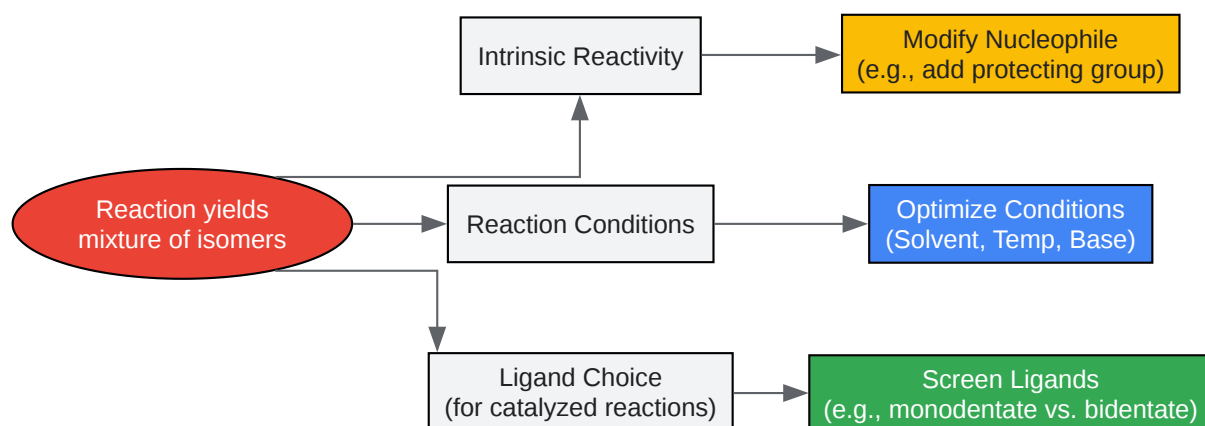 Intrinsic Reactivity
Modify Nucleophile
(e.g., add protecting group)
Reaction yields
mixture of isomers
Reaction Conditions
Optimize Conditions
(Solvent, Temp, Base)
Ligand Choice
(for catalyzed reactions)
Screen Ligands
(e.g., monodentate vs. bidentate)